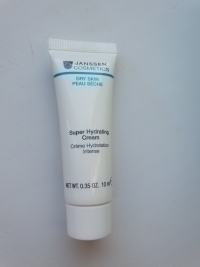 JANSSEN
COSMETICS
DRY SKIN
PEAU SÈCHE
Super Hydrating
Cream
Crème Hydratation
Intense
NET WT. 0.35 OZ, 10 ml